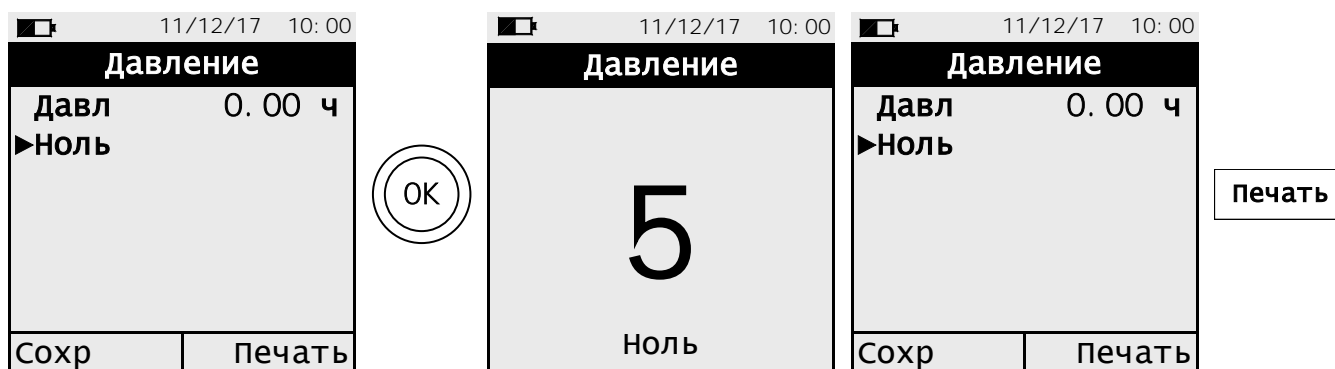 11/12/17 10:00
Давление
Давл 0.00 ч
►Ноль
Сохр Печать
OK
11/12/17 10:00
Давление
5
Ноль
11/12/17 10:00
Давление
Давл 0.00 ч
►Ноль
Сохр Печать
Печать